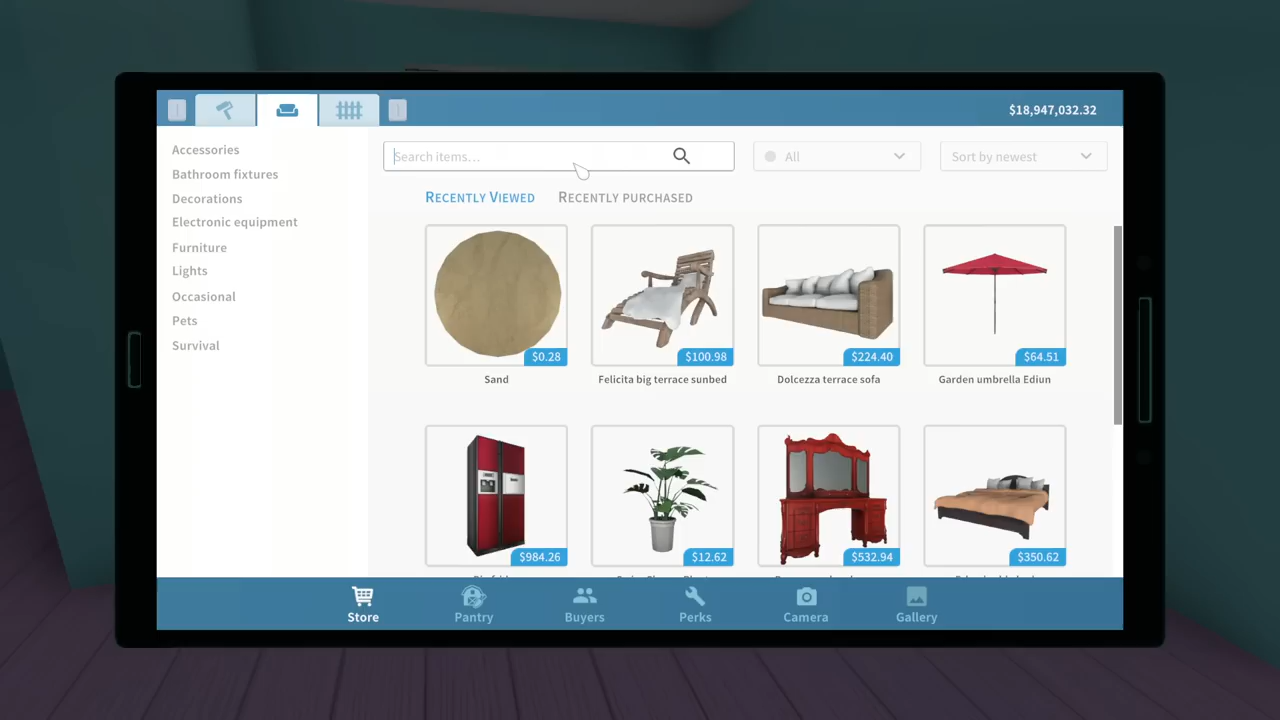 $18,947,032.32
Accessories
Bathroom fixtures
Decorations
Electronic equipment
Furniture
Lights
Occasional
Pets
Survival
Search items...
All
Sort by newest
RECENTLY VIEWED
RECENTLY PURCHASED
$0.28
$100.98
$224.40
$64.51
Sand
Felicita big terrace sunbed
Dolcezza terrace sofa
Garden umbrella Ediun
$984.26
$12.62
$532.94
$350.62
Store
Pantry
Buyers
Perks
Camera
Gallery